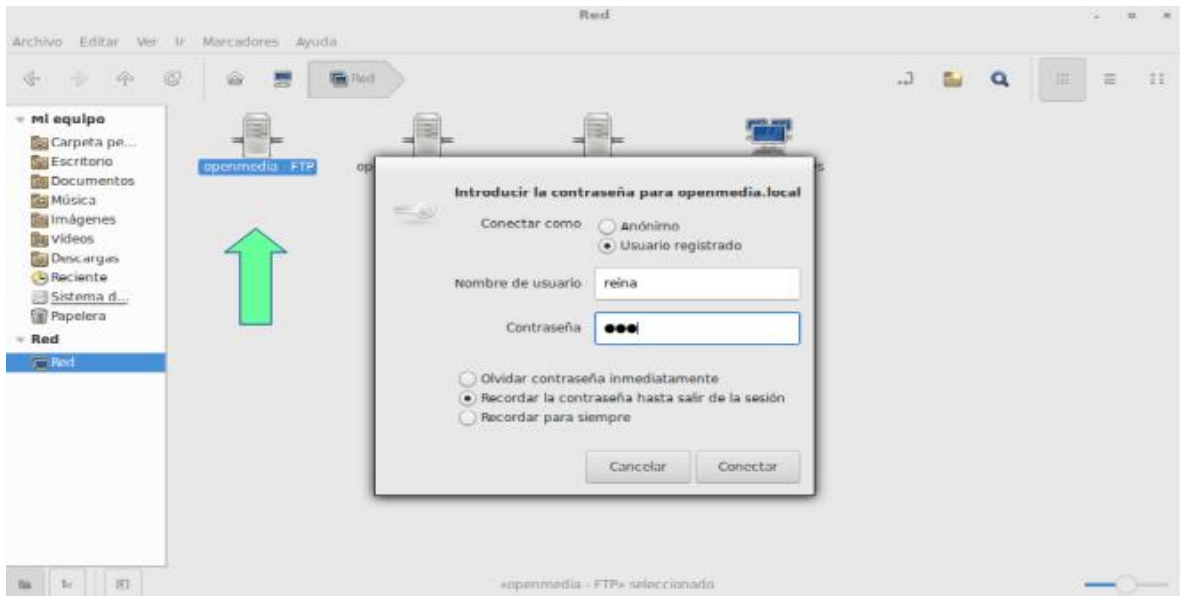 Red
Archivo Editar Ver Ir Marcadores Ayuda
Red
Mi equipo
Carpeta pe...
Escritorio
Documentos
Música
Imágenes
Vídeos
Descargas
Reciente
Sistema d...
Papelera
Red
Red
openmedia - FTP
op
s
Introducir la contraseña para openmedia.local
Conectar como
Anónimo
Usuario registrado
Nombre de usuario reina
Contraseña
Olvidar contraseña inmediatamente
Recordar la contraseña hasta salir de la sesión
Recordar para siempre
Cancelar Conectar
«openmedia - FTP» seleccionado